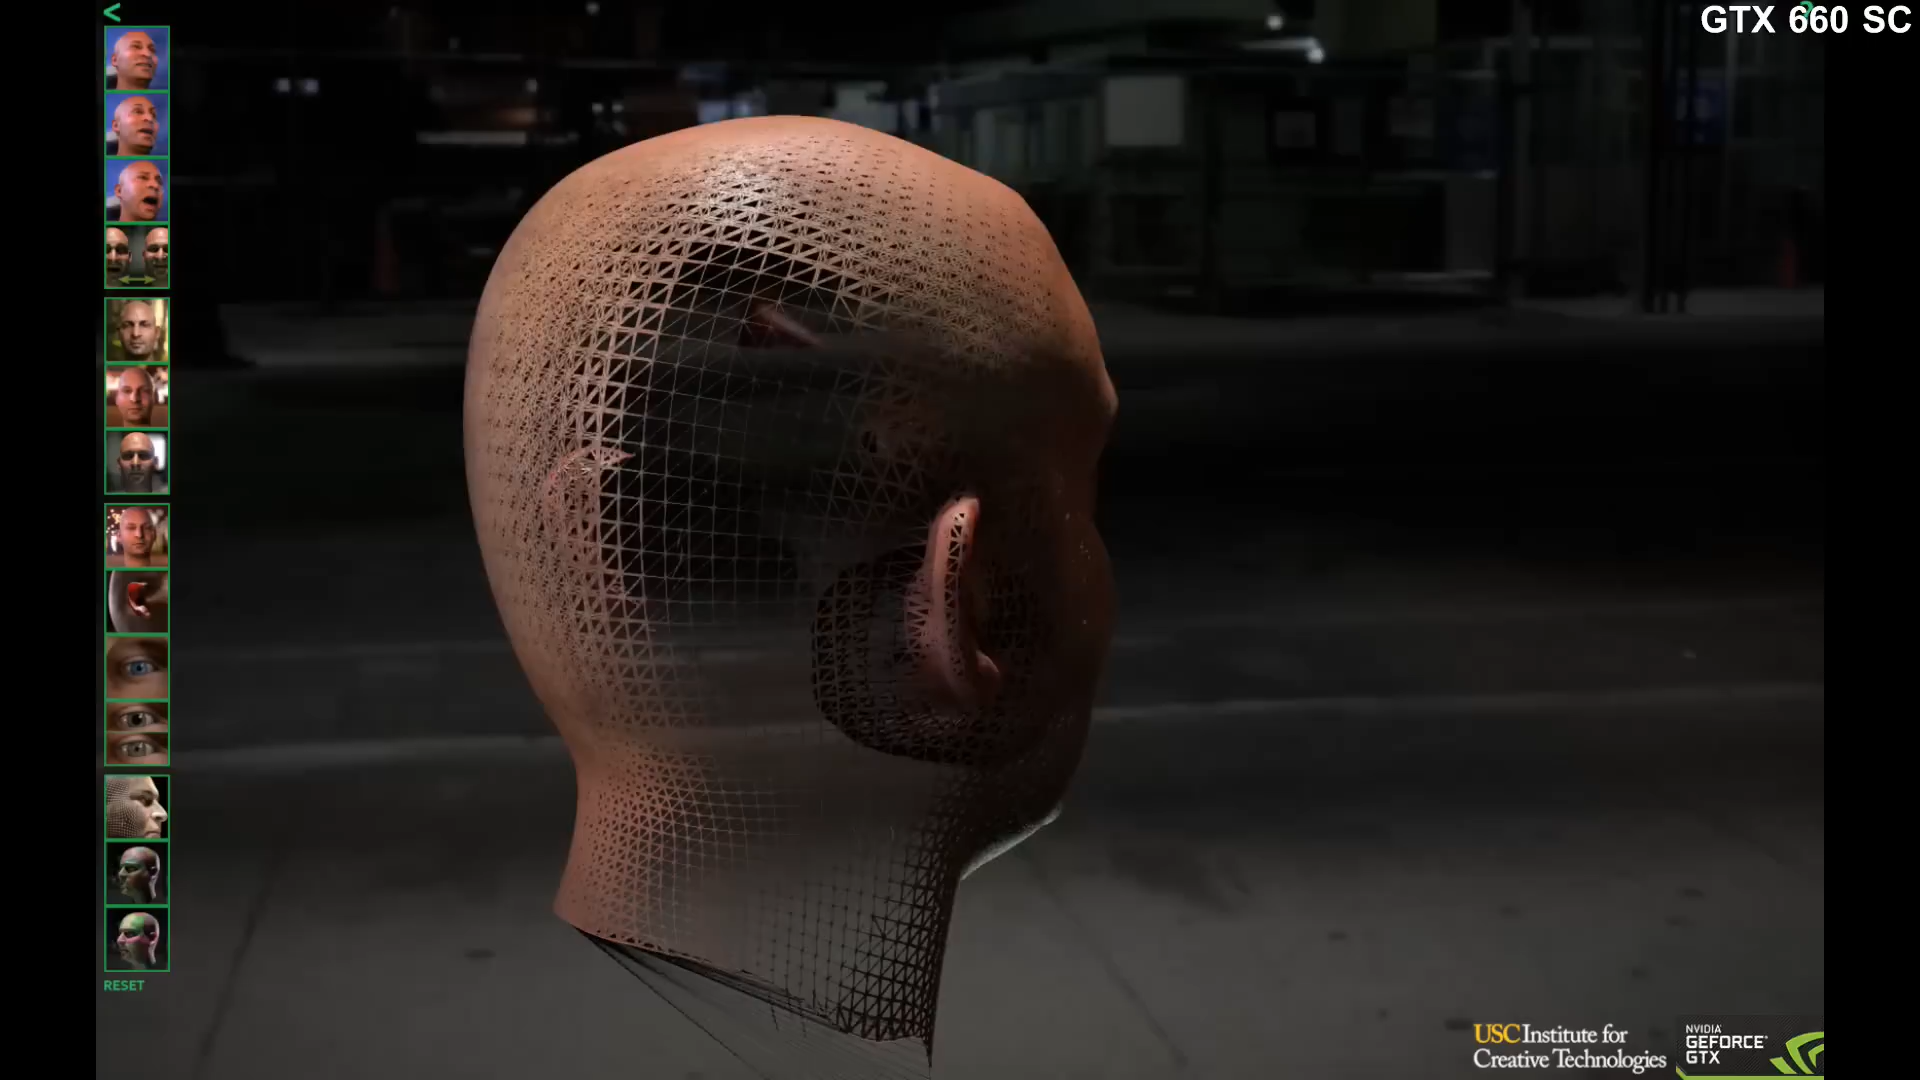 <
GTX 660 SC
RESET
USC Institute for
Creative Technologies
NVIDIA
GEFORCE
GTX